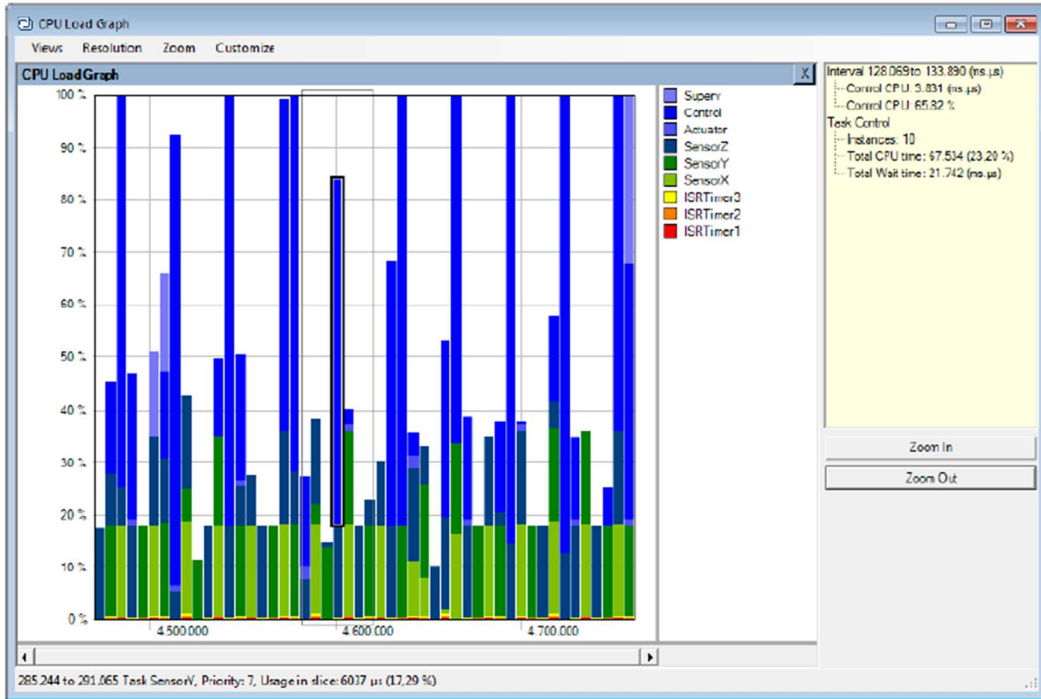 CPU Load Graph
Views Resolution Zoom Customize
CPU Load Graph X
100 %
90 %
80 %
70 %
60 %
50 %
40 %
30 %
20 %
10 %
0 %
4.500.000 4.600.000 4.700.000
Superv
Control
Actuator
SensorZ
SensorY
SensorX
ISRTimer3
ISRTimer2
ISRTimer1
Interval 128.069 to 133.890 (ms.µs)
Control CPU: 3.831 (ms.µs)
Control CPU: 65.82 %
Task Control
Instances: 10
Total CPU time: 67.534 (23,20 %)
Total Wait time: 21.742 (ms.µs)
Zoom In
Zoom Out
285.244 to 291.065 Task SensorY, Priority: 7, Usage in slice: 6037 µs (17,29 %)